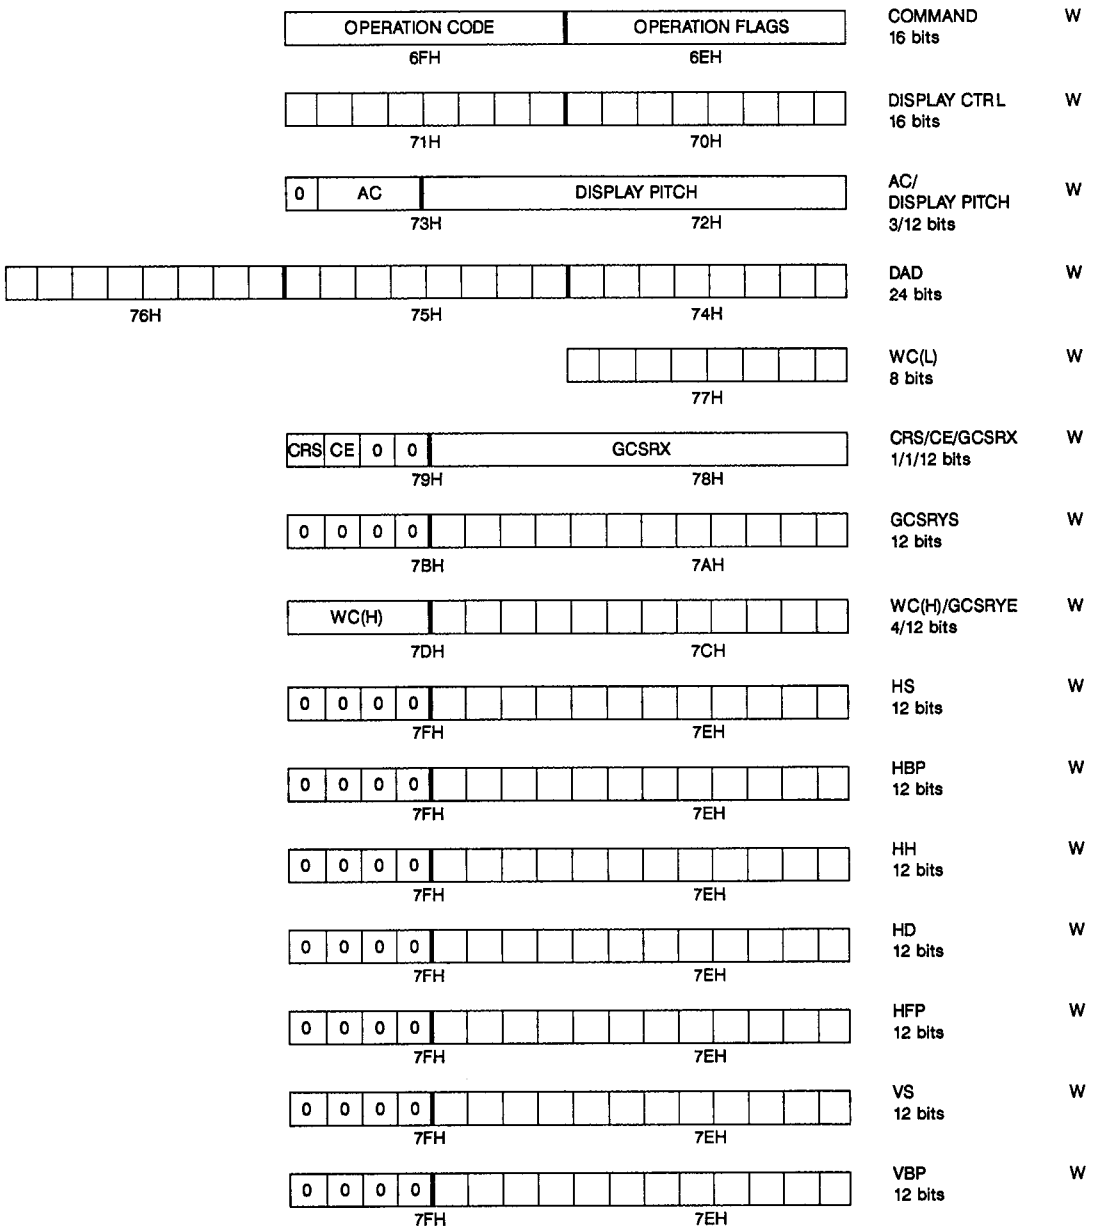 OPERATION CODE OPERATION FLAGS COMMAND W
16 bits
6FH 6EH
DISPLAY CTRL W
16 bits
71H 70H
0 AC DISPLAY PITCH AC/ W
DISPLAY PITCH
73H 72H 3/12 bits
DAD W
24 bits
76H 75H 74H
WC(L) W
8 bits
77H
CRS CE 0 0 GCSRX CRS/CE/GCSRX W
1/1/12 bits
79H 78H
0 0 0 0 GCSRYS W
12 bits
7BH 7AH
WC(H) WC(H)/GCSRYE W
4/12 bits
7DH 7CH
0 0 0 0 HS W
12 bits
7FH 7EH
0 0 0 0 HBP W
12 bits
7FH 7EH
0 0 0 0 HH W
12 bits
7FH 7EH
0 0 0 0 HD W
12 bits
7FH 7EH
0 0 0 0 HFP W
12 bits
7FH 7EH
0 0 0 0 VS W
12 bits
7FH 7EH
0 0 0 0 VBP W
12 bits
7FH 7EH